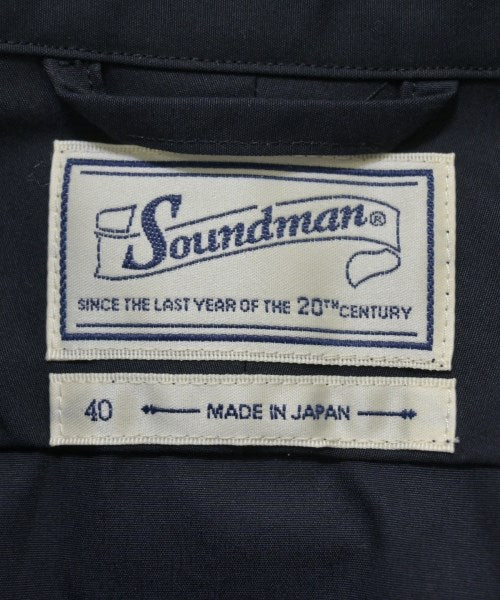 Soundman®
SINCE THE LAST YEAR OF THE 20TH CENTURY
40 MADE IN JAPAN